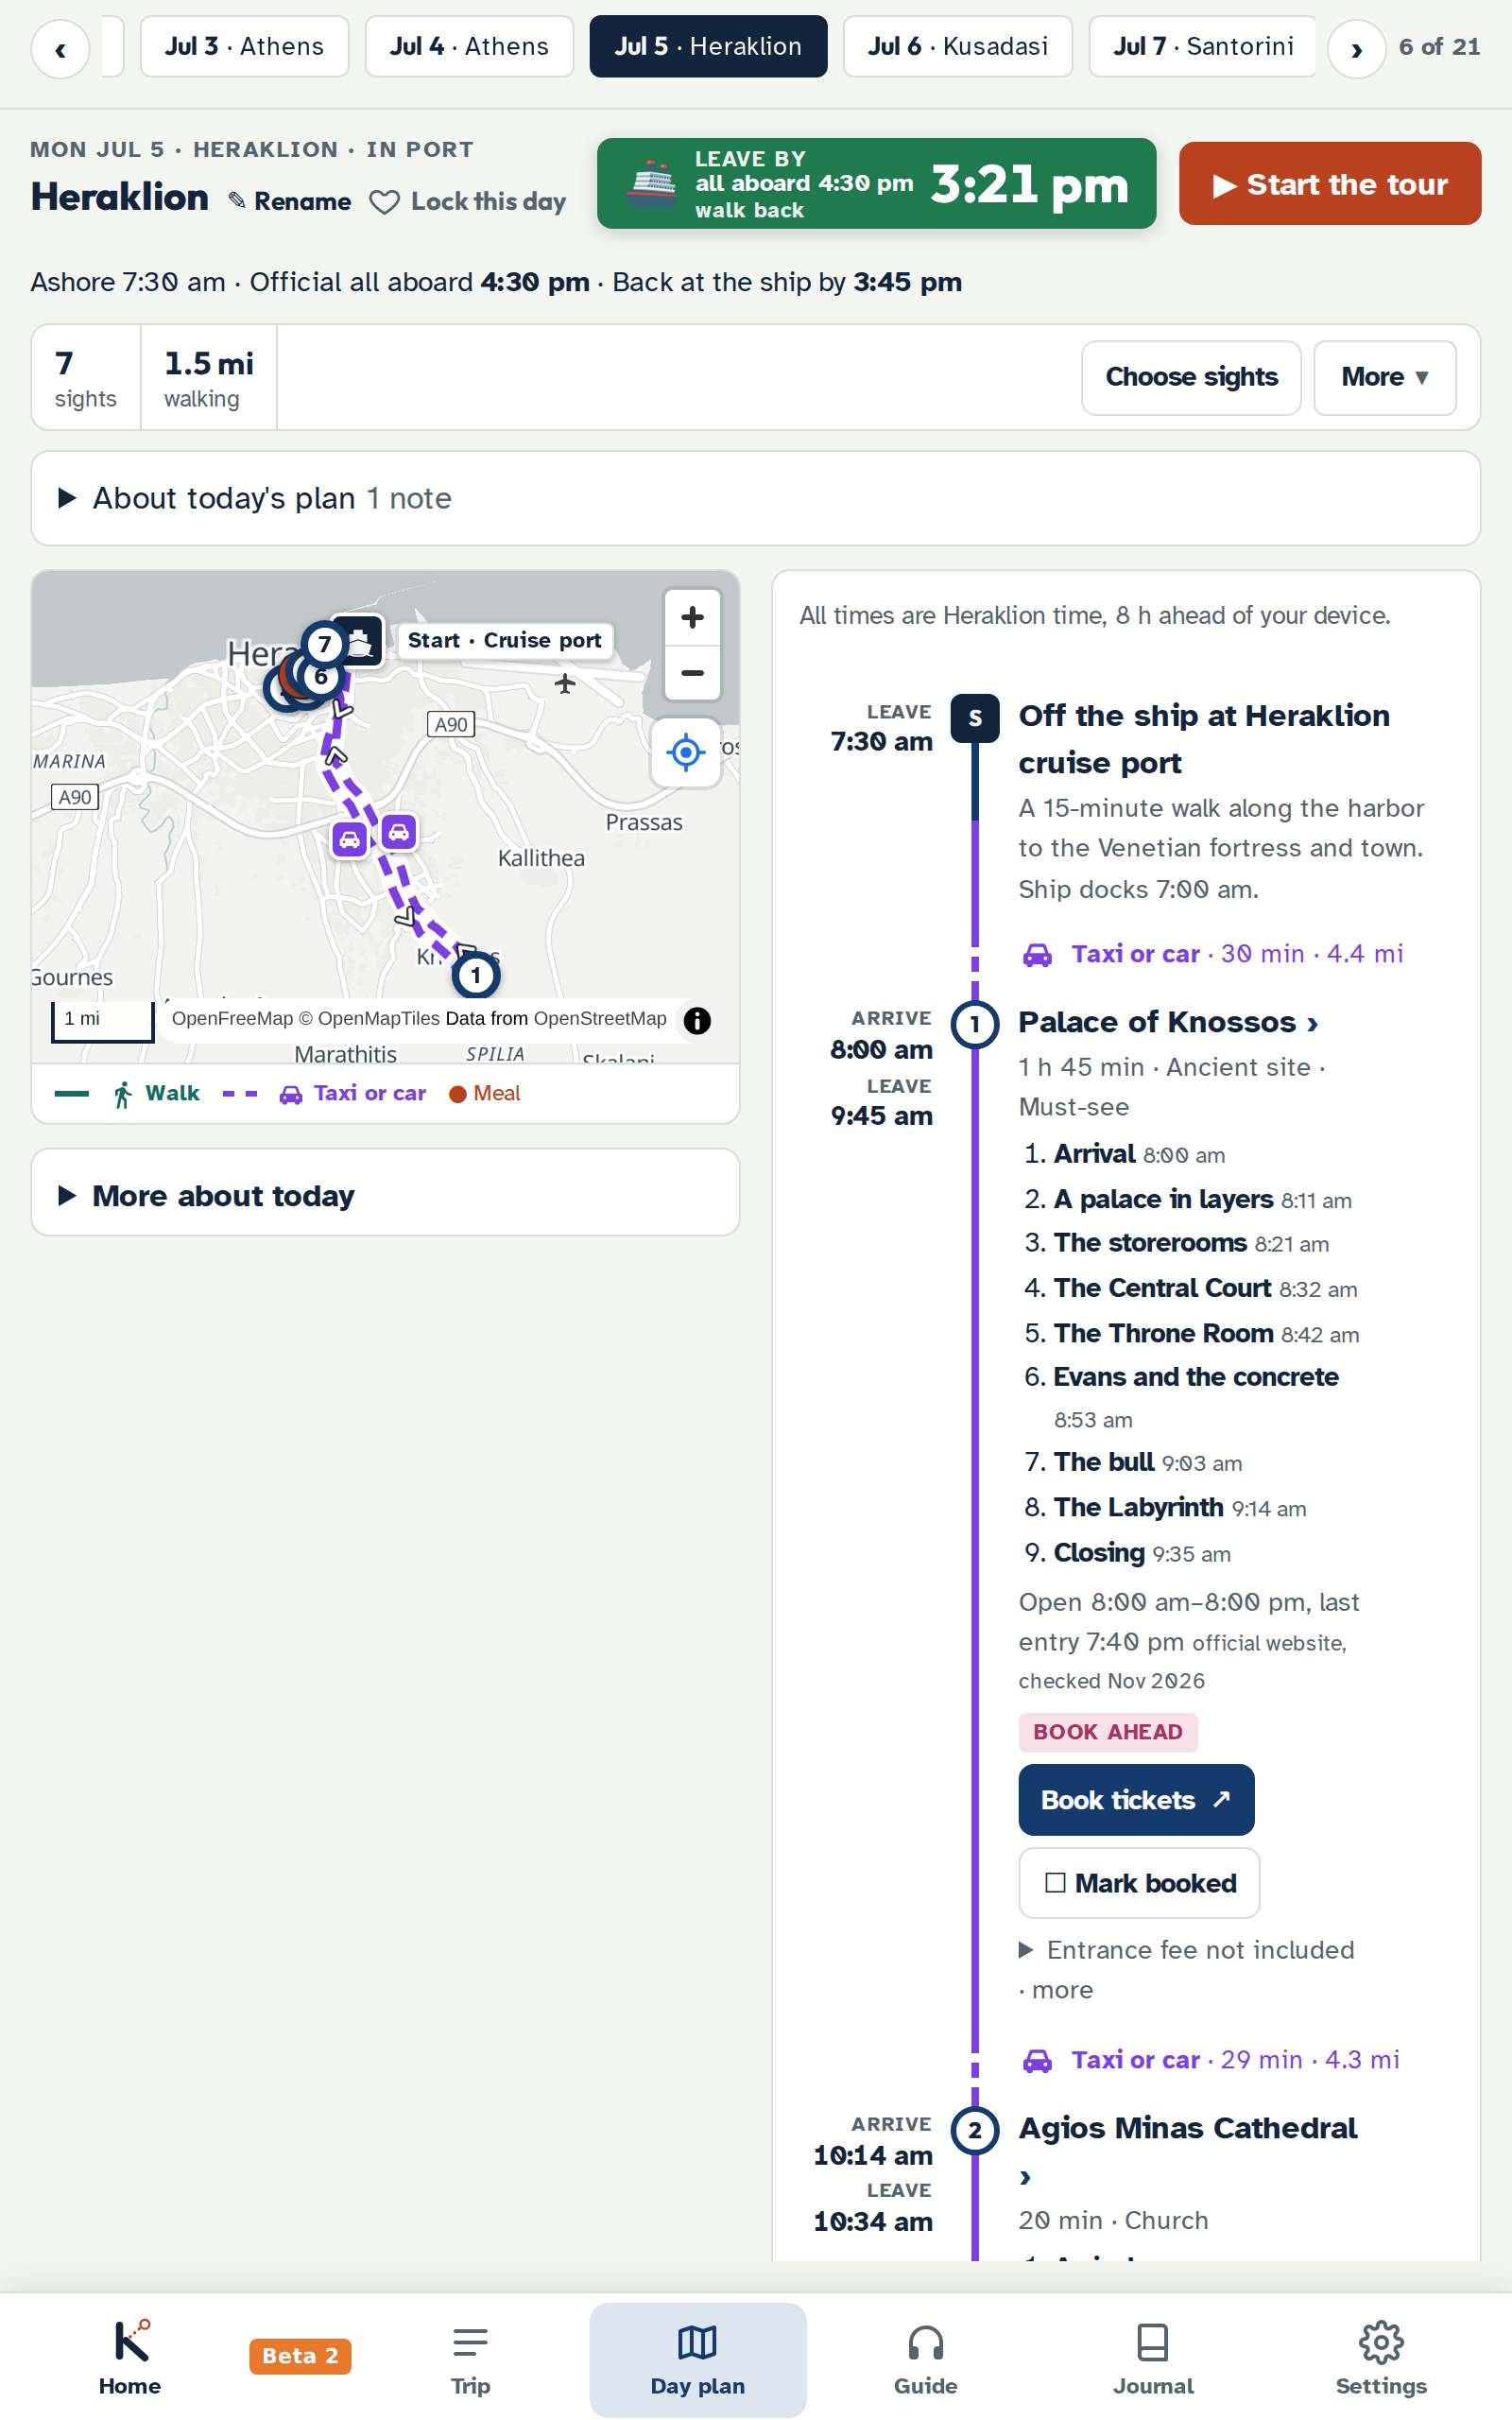 ‹
Jul 3 · Athens
Jul 4 · Athens
Jul 5 · Heraklion
Jul 6 · Kusadasi
Jul 7 · Santorini
›
6 of 21
MON JUL 5 · HERAKLION · IN PORT
Heraklion
✎ Rename
Lock this day
LEAVE BY
all aboard 4:30 pm
walk back
3:21 pm
▶ Start the tour
Ashore 7:30 am · Official all aboard 4:30 pm · Back at the ship by 3:45 pm
7
sights
1.5 mi
walking
Choose sights
More ▼
▶ About today's plan 1 note
Hera
7
6
Start · Cruise port
+
−
A90
MARINA
A90
Prassas
Kallithea
1
Gournes
1 mi
OpenFreeMap © OpenMapTiles Data from OpenStreetMap
Marathitis
SPILIA
Skalani
Walk
Taxi or car
Meal
▶ More about today
All times are Heraklion time, 8 h ahead of your device.
LEAVE
7:30 am
S
Off the ship at Heraklion
cruise port
A 15-minute walk along the harbor
to the Venetian fortress and town.
Ship docks 7:00 am.
Taxi or car · 30 min · 4.4 mi
ARRIVE
8:00 am
LEAVE
9:45 am
1
Palace of Knossos ›
1 h 45 min · Ancient site ·
Must-see
1. Arrival 8:00 am
2. A palace in layers 8:11 am
3. The storerooms 8:21 am
4. The Central Court 8:32 am
5. The Throne Room 8:42 am
6. Evans and the concrete
8:53 am
7. The bull 9:03 am
8. The Labyrinth 9:14 am
9. Closing 9:35 am
Open 8:00 am–8:00 pm, last
entry 7:40 pm official website,
checked Nov 2026
BOOK AHEAD
Book tickets ↗
☐ Mark booked
▶ Entrance fee not included
· more
Taxi or car · 29 min · 4.3 mi
ARRIVE
10:14 am
LEAVE
10:34 am
2
Agios Minas Cathedral
›
20 min · Church
Home
Beta 2
Trip
Day plan
Guide
Journal
Settings